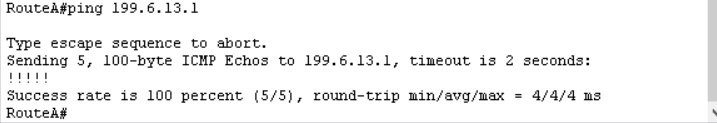 RouteA#ping 199.6.13.1
Type escape sequence to abort.
Sending 5, 100-byte ICMP Echos to 199.6.13.1, timeout is 2 seconds:
!!!!!
Success rate is 100 percent (5/5), round-trip min/avg/max = 4/4/4 ms
RouteA#